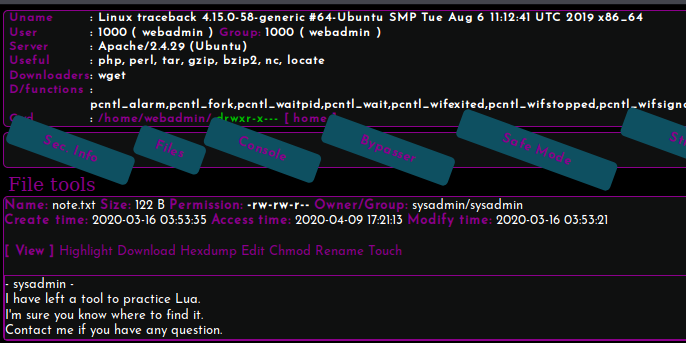 Uname : Linux traceback 4.15.0-58-generic #64-Ubuntu SMP Tue Aug 6 11:12:41 UTC 2019 x86_64
User : 1000 ( webadmin ) Group: 1000 ( webadmin )
Server : Apache/2.4.29 (Ubuntu)
Useful : php, perl, tar, gzip, bzip2, nc, locate
Downloaders: wget
D/functions :
pcntl_alarm,pcntl_fork,pcntl_waitpid,pcntl_wait,pcntl_wifexited,pcntl_wifstopped,pcntl_wifsigna
: /home/webadmin/ drwxr-x--- [ home
Sec. Info Files Console Bypasser Safe Mode
File tools
Name: note.txt Size: 122 B Permission: -rw-rw-r-- Owner/Group: sysadmin/sysadmin
Create time: 2020-03-16 03:53:35 Access time: 2020-04-09 17:21:13 Modify time: 2020-03-16 03:53:21
[ View ] Highlight Download Hexdump Edit Chmod Rename Touch
- sysadmin -
I have left a tool to practice Lua.
I'm sure you know where to find it.
Contact me if you have any question.